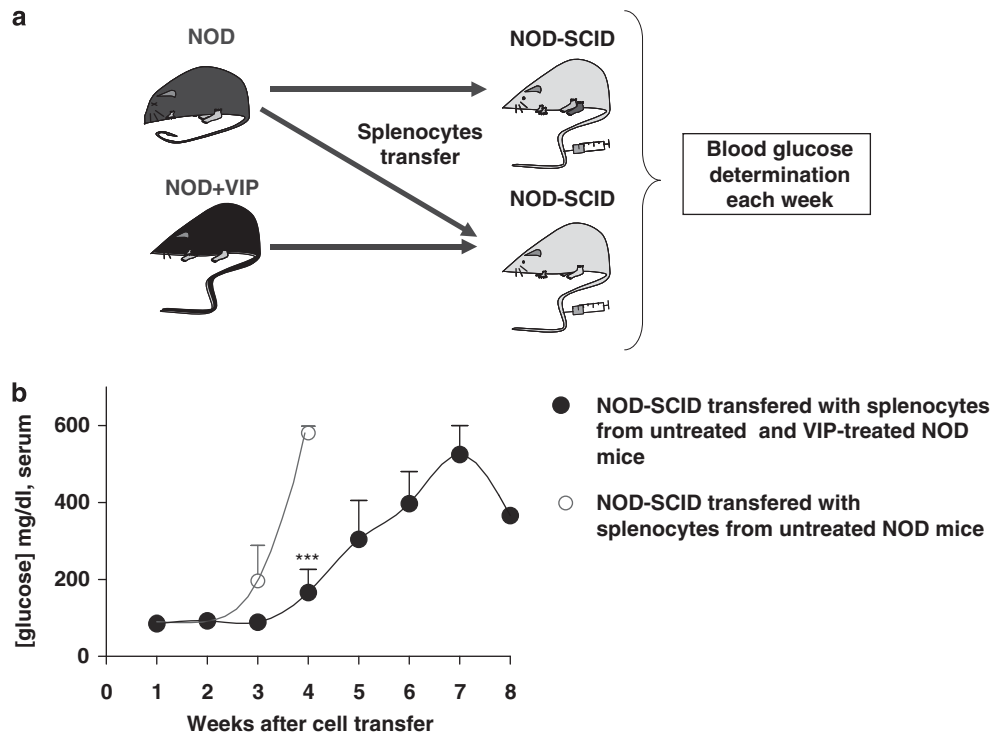 a
NOD
NOD-SCID
Splenocytes
transfer
NOD+VIP
NOD-SCID
Blood glucose
determination
each week
b
[glucose] mg/dl, serum
600
400
200
0
***
0 1 2 3 4 5 6 7 8
Weeks after cell transfer
NOD-SCID transfered with splenocytes
from untreated and VIP-treated NOD
mice
NOD-SCID transfered with
splenocytes from untreated NOD mice